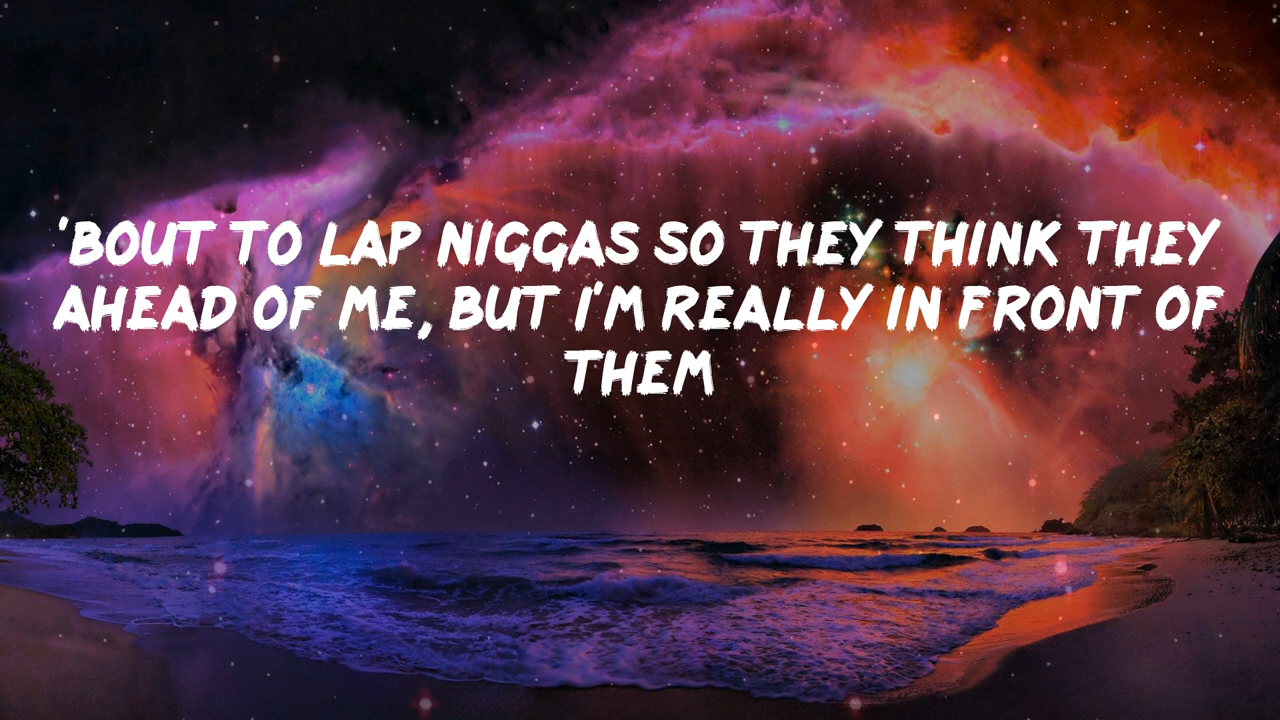 'BOUT TO LAP NIGGAS SO THEY THINK THEY
AHEAD OF ME, BUT I'M REALLY IN FRONT OF
THEM